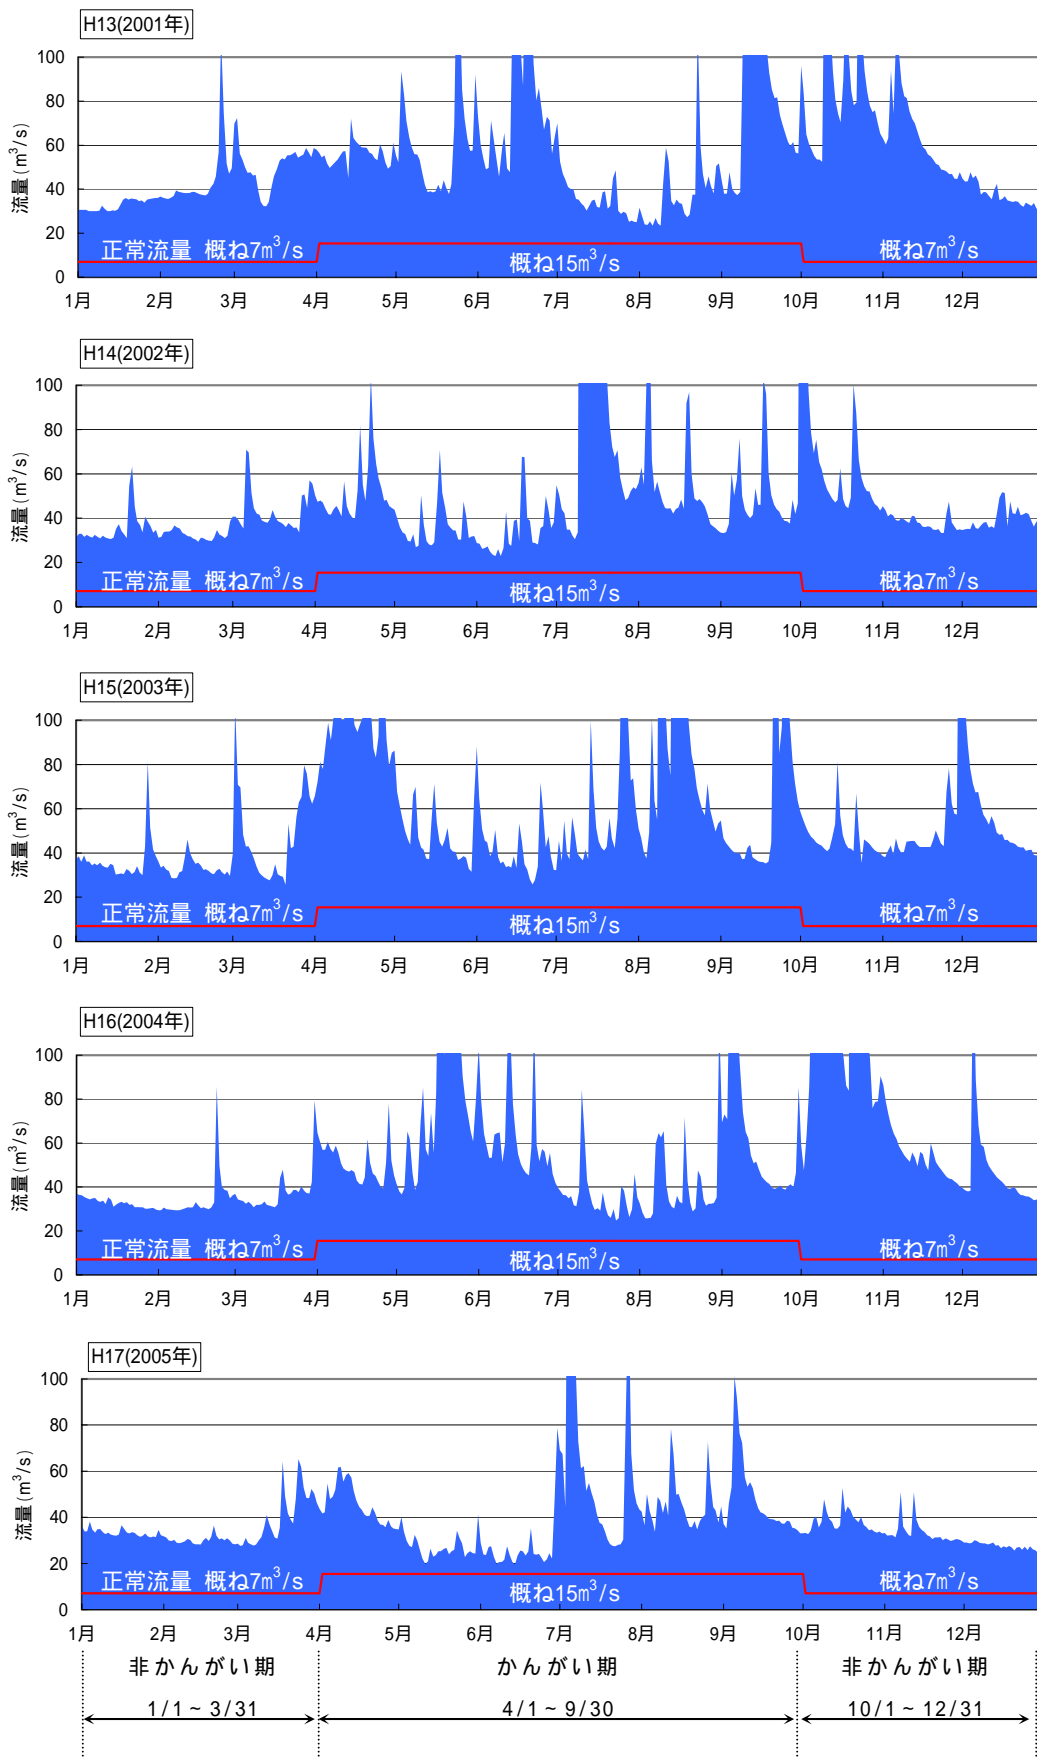 H13(2001年)
流量(m³/s)
100
80
60
40
20
0
正常流量 概ね7m³/s
概ね15m³/s
概ね7m³/s
1月 2月 3月 4月 5月 6月 7月 8月 9月 10月 11月 12月
H14(2002年)
流量(m³/s)
100
80
60
40
20
0
正常流量 概ね7m³/s
概ね15m³/s
概ね7m³/s
1月 2月 3月 4月 5月 6月 7月 8月 9月 10月 11月 12月
H15(2003年)
流量(m³/s)
100
80
60
40
20
0
正常流量 概ね7m³/s
概ね15m³/s
概ね7m³/s
1月 2月 3月 4月 5月 6月 7月 8月 9月 10月 11月 12月
H16(2004年)
流量(m³/s)
100
80
60
40
20
0
正常流量 概ね7m³/s
概ね15m³/s
概ね7m³/s
1月 2月 3月 4月 5月 6月 7月 8月 9月 10月 11月 12月
H17(2005年)
流量(m³/s)
100
80
60
40
20
0
正常流量 概ね7m³/s
概ね15m³/s
概ね7m³/s
1月 2月 3月 4月 5月 6月 7月 8月 9月 10月 11月 12月
非かんがい期 かんがい期 非かんがい期
1/1~3/31 4/1~9/30 10/1~12/31